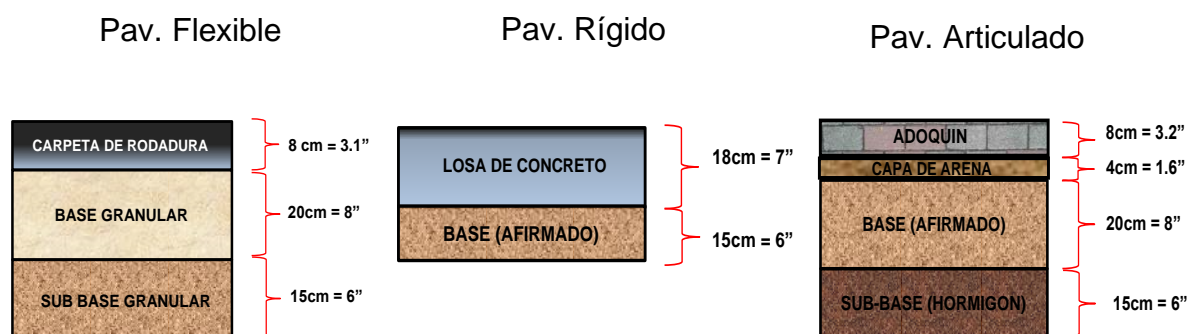 Pav. Flexible
CARPETA DE RODADURA
8 cm = 3.1”
BASE GRANULAR
20cm = 8”
SUB BASE GRANULAR
15cm = 6”
Pav. Rígido
LOSA DE CONCRETO
18cm = 7”
BASE (AFIRMADO)
15cm = 6”
Pav. Articulado
ADOQUIN
8cm = 3.2”
CAPA DE ARENA
4cm = 1.6”
BASE (AFIRMADO)
20cm = 8”
SUB-BASE (HORMIGON)
15cm = 6”